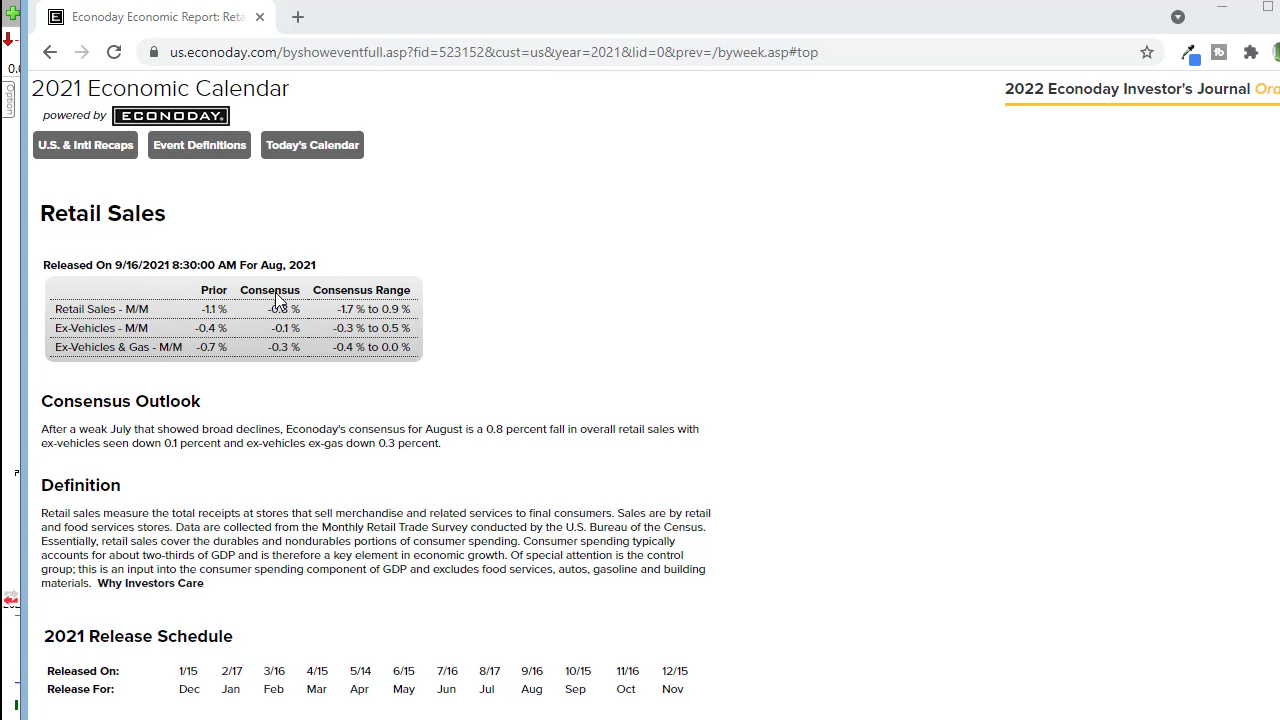 Econoday Economic Report: Reta
us.econoday.com/byshoweventfull.asp?fid=523152&cust=us&year=2021&lid=0&prev=/byweek.asp#top
0.0
Option
2021 Economic Calendar
2022 Econoday Investor's Journal Ord
powered by ECONODAY.
U.S. & Intl Recaps Event Definitions Today's Calendar
Retail Sales
Released On 9/16/2021 8:30:00 AM For Aug, 2021
Prior Consensus Consensus Range
Retail Sales - M/M -1.1 % -0.8 % -1.7 % to 0.9 %
Ex-Vehicles - M/M -0.4 % -0.1 % -0.3 % to 0.5 %
Ex-Vehicles & Gas - M/M -0.7 % -0.3 % -0.4 % to 0.0 %
Consensus Outlook
After a weak July that showed broad declines, Econoday's consensus for August is a 0.8 percent fall in overall retail sales with
ex-vehicles seen down 0.1 percent and ex-vehicles ex-gas down 0.3 percent.
Definition
Retail sales measure the total receipts at stores that sell merchandise and related services to final consumers. Sales are by retail
and food services stores. Data are collected from the Monthly Retail Trade Survey conducted by the U.S. Bureau of the Census.
Essentially, retail sales cover the durables and nondurables portions of consumer spending. Consumer spending typically
accounts for about two-thirds of GDP and is therefore a key element in economic growth. Of special attention is the control
group; this is an input into the consumer spending component of GDP and excludes food services, autos, gasoline and building
materials. Why Investors Care
2021 Release Schedule
Released On: 1/15 2/17 3/16 4/15 5/14 6/15 7/16 8/17 9/16 10/15 11/16 12/15
Release For: Dec Jan Feb Mar Apr May Jun Jul Aug Sep Oct Nov